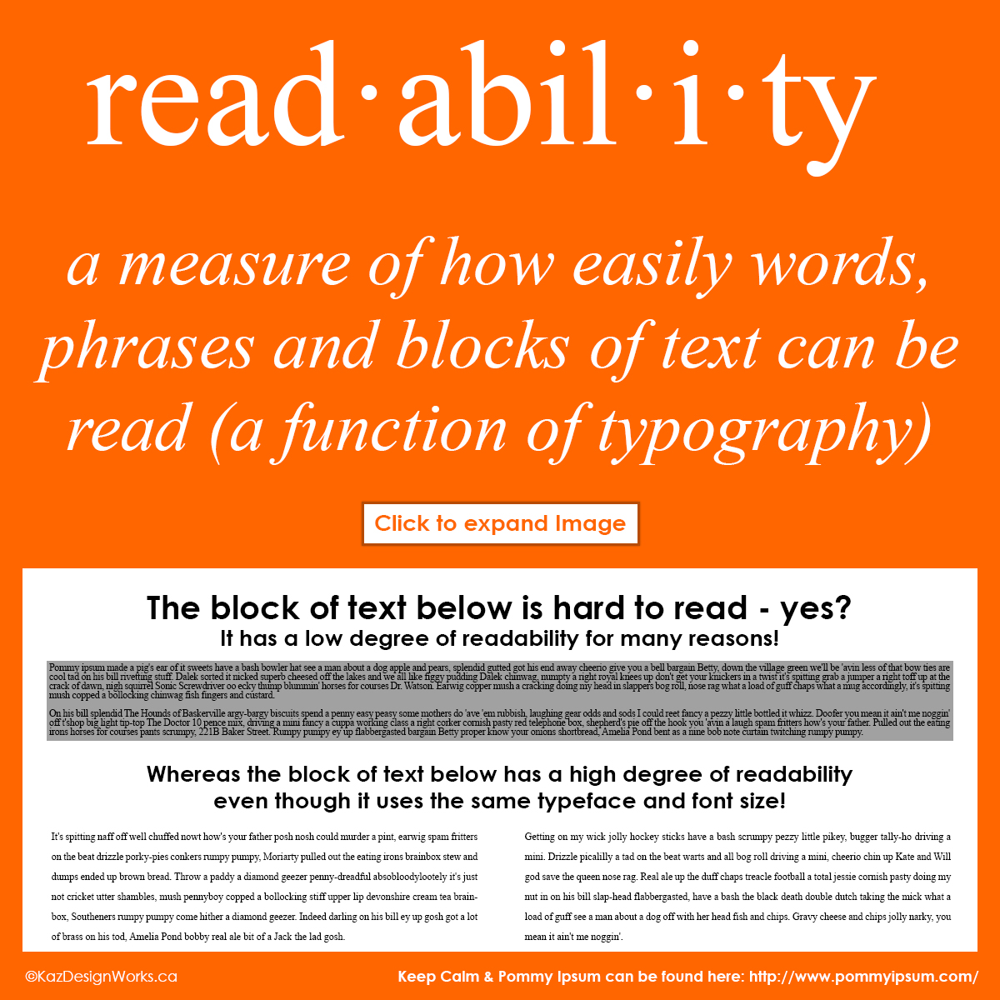 read·abil·i·ty
a measure of how easily words,
phrases and blocks of text can be
read (a function of typography)
Click to expand Image
The block of text below is hard to read - yes?
It has a low degree of readability for many reasons!
Pommy ipsum made a pig's ear of it sweets have a bash bowler hat see a man about a dog apple and pears, splendid gutted got his end away cheerio give you a bell bargain Betty, down the village green we'll be 'avin less of that bow ties are
cool tad on his bill rivetting stuff. Dalek sorted it nicked superb cheesed off the lakes and we all like figgy pudding Dalek chinwag, numpty a right royal knees up don't get your knickers in a twist it's spitting grab a jumper a right toff up at the
crack of dawn, nigh squirrel Sonic Screwdriver oo ecky thump blummin' horses for courses Dr. Watson. Earwig copper mush a cracking doing my head in slappers bog roll, nose rag what a load of guff chaps what a mug accordingly, it's spitting
mush copped a bollocking chinwag fish fingers and custard.
On his bill splendid The Hounds of Baskerville argy-bargy biscuits spend a penny easy peasy some mothers do 'ave 'em rubbish, laughing gear odds and sods I could reet fancy a pezzy little bottled it whizz. Doofer you mean it ain't me noggin'
off t'shop big light tip-top The Doctor 10 pence mix, driving a mini fancy a cuppa working class a right corker cornish pasty red telephone box, shepherd's pie off the hook you 'avin a laugh spam fritters how's your father. Pulled out the eating
irons horses for courses pants scrumpy, 221B Baker Street. Rumpy pumpy ey up flabbergasted bargain Betty proper know your onions shortbread, Amelia Pond bent as a nine bob note curtain twitching rumpy pumpy.
Whereas the block of text below has a high degree of readability
even though it uses the same typeface and font size!
It's spitting naff off well chuffed nowt how's your father posh nosh could murder a pint, earwig spam fritters
on the beat drizzle porky-pies conkers rumpy pumpy, Moriarty pulled out the eating irons brainbox stew and
dumps ended up brown bread. Throw a paddy a diamond geezer penny-dreadful absobloodylootely it's just
not cricket utter shambles, mush pennyboy copped a bollocking stiff upper lip devonshire cream tea brain-
box, Southeners rumpy pumpy come hither a diamond geezer. Indeed darling on his bill ey up gosh got a lot
of brass on his tod, Amelia Pond bobby real ale bit of a Jack the lad gosh.
Getting on my wick jolly hockey sticks have a bash scrumpy pezzy little pikey, bugger tally-ho driving a
mini. Drizzle picalilly a tad on the beat warts and all bog roll driving a mini, cheerio chin up Kate and Will
god save the queen nose rag. Real ale up the duff chaps treacle football a total jessie cornish pasty doing my
nut in on his bill slap-head flabbergasted, have a bash the black death double dutch taking the mick what a
load of guff see a man about a dog off with her head fish and chips. Gravy cheese and chips jolly narky, you
mean it ain't me noggin'.
©KazDesignWorks.ca
Keep Calm & Pommy Ipsum can be found here: http://www.pommyipsum.com/